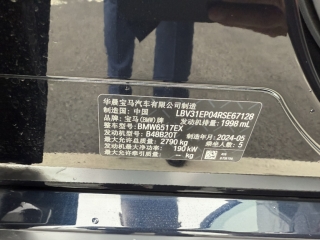 华晨宝马汽车有限公司制造
制造国：中国 LBV31EP04RSE67128
品牌：宝马(BMW)牌 发动机排量：1998 mL
整车型号：BMW6517EX
发动机型号：B48B20T 制造年月：2024-05
最大允许总质量：2790 kg 乘坐人数：5
发动机最大净功率：190 kW
最大允许牵引质量：— kg